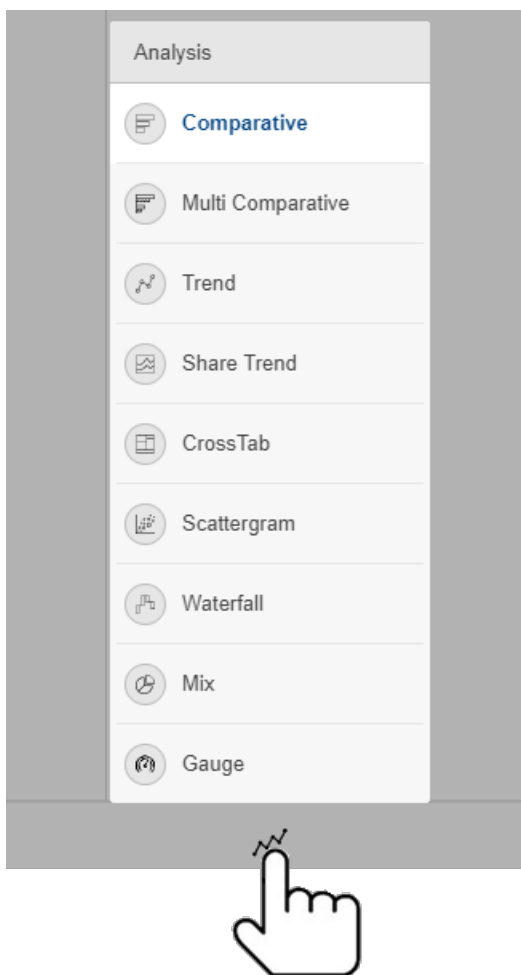 Analysis
Comparative
Multi Comparative
Trend
Share Trend
CrossTab
Scattergram
Waterfall
Mix
Gauge